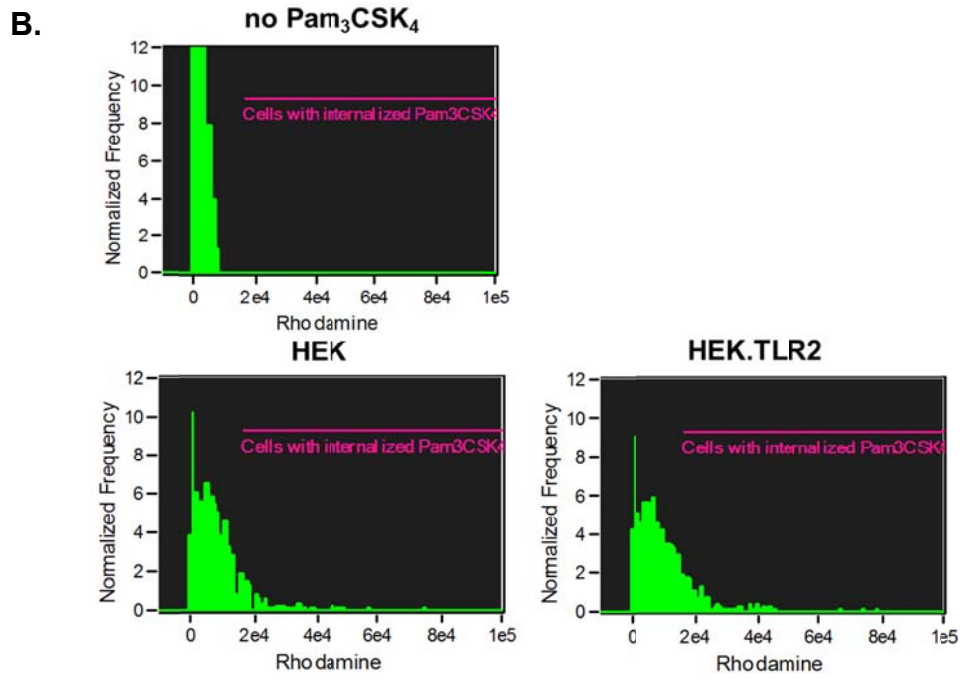 B.
no Pam₃CSK₄
12
10
8
6
4
2
0
Normalized Frequency
Cells with internalized Pam3CSK4
0 2e4 4e4 6e4 8e4 1e5
Rhodamine
HEK
12
10
8
6
4
2
0
Normalized Frequency
Cells with internalized Pam3CSK4
0 2e4 4e4 6e4 8e4 1e5
Rhodamine
HEK.TLR2
12
10
8
6
4
2
0
Normalized Frequency
Cells with internalized Pam3CSK4
0 2e4 4e4 6e4 8e4 1e5
Rhodamine